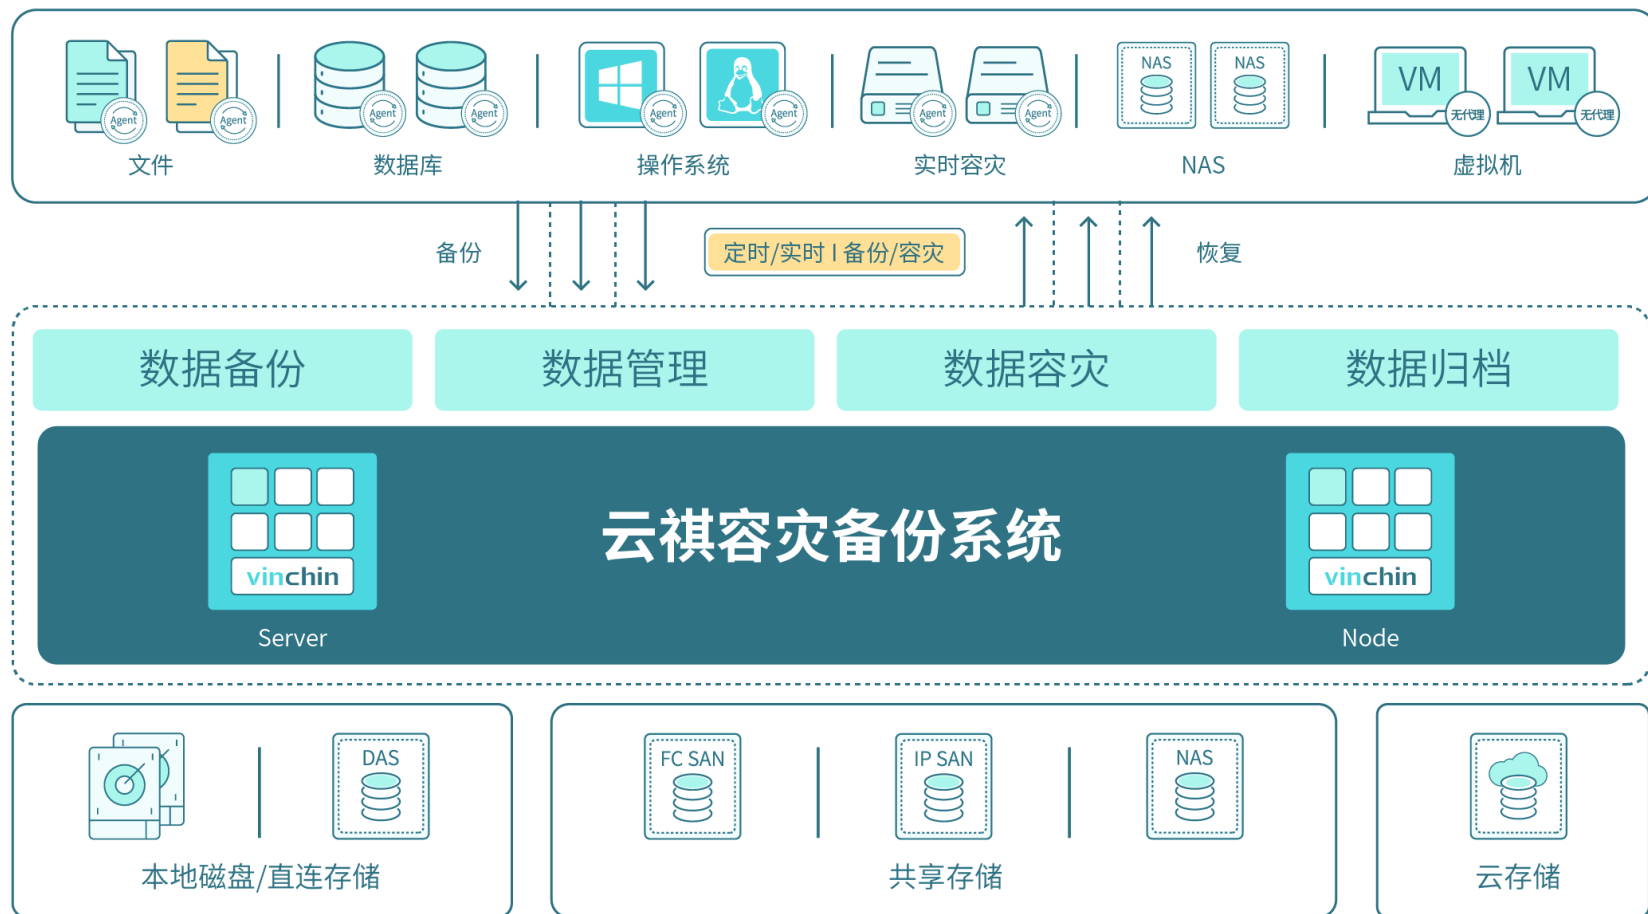 NAS NAS VM VM
Agent Agent Agent Agent Agent Agent Agent Agent 无代理 无代理
文件 数据库 操作系统 实时容灾 NAS 虚拟机
备份 定时/实时 I 备份/容灾 恢复
数据备份 数据管理 数据容灾 数据归档
云祺容灾备份系统
vinchin vinchin
Server Node
DAS FC SAN IP SAN NAS
本地磁盘/直连存储 共享存储 云存储